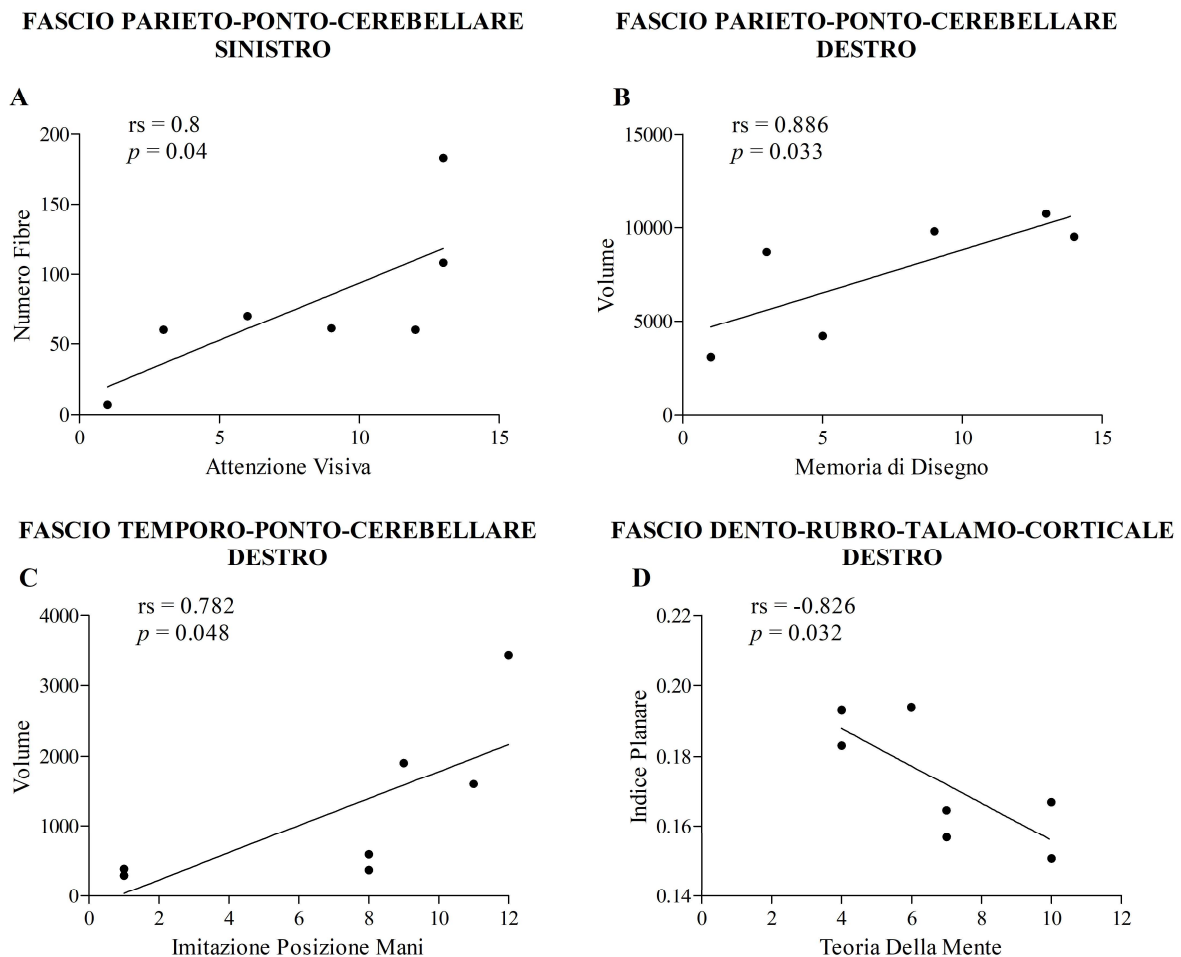 FASCIO PARIETO-PONTO-CEREBELLARE
SINISTRO
A
rs = 0.8
p = 0.04
200
150
100
50
0
Numero Fibre
0 5 10 15
Attenzione Visiva
FASCIO PARIETO-PONTO-CEREBELLARE
DESTRO
B
rs = 0.886
p = 0.033
15000
10000
5000
0
Volume
0 5 10 15
Memoria di Disegno
FASCIO TEMPORO-PONTO-CEREBELLARE
DESTRO
C
rs = 0.782
p = 0.048
4000
3000
2000
1000
0
Volume
0 2 4 6 8 10 12
Imitazione Posizione Mani
FASCIO DENTO-RUBRO-TALAMO-CORTICALE
DESTRO
D
rs = -0.826
p = 0.032
0.22
0.20
0.18
0.16
0.14
Indice Planare
0 2 4 6 8 10 12
Teoria Della Mente